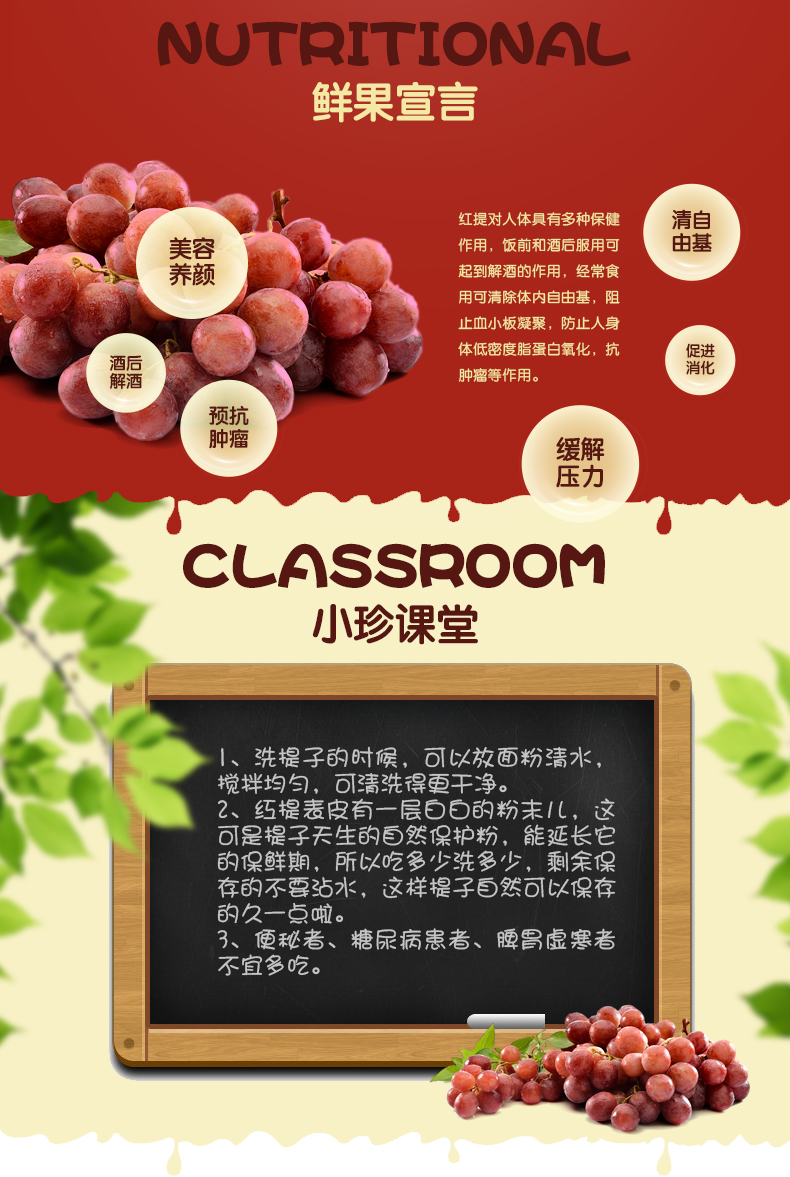 NUTRITIONAL
鲜果宣言
美容
养颜
酒后
解酒
预抗
肿瘤
红提对人体具有多种保健
作用，饭前和酒后服用可
起到解酒的作用，经常食
用可清除体内自由基，阻
止血小板凝聚，防止人身
体低密度脂蛋白氧化，抗
肿瘤等作用。
清自
由基
促进
消化
缓解
压力
CLASSROOM
小珍课堂
1、洗提子的时候，可以放面粉清水，
搅拌均匀，可清洗得更干净。
2、红提表皮有一层白白的粉末儿，这
可是提子天生的自然保护粉，能延长它
的保鲜期，所以吃多少洗多少，剩余保
存的不要沾水，这样提子自然可以保存
的久一点啦。
3、便秘者、糖尿病患者、脾胃虚寒者
不宜多吃。